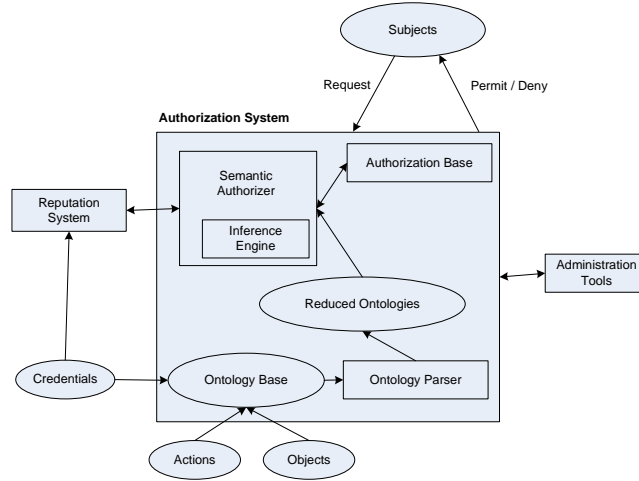 Subjects
Request
Permit / Deny
Authorization System
Semantic
Authorizer
Authorization Base
Inference
Engine
Reputation
System
Administration
Tools
Reduced Ontologies
Credentials
Ontology Base
Ontology Parser
Actions
Objects